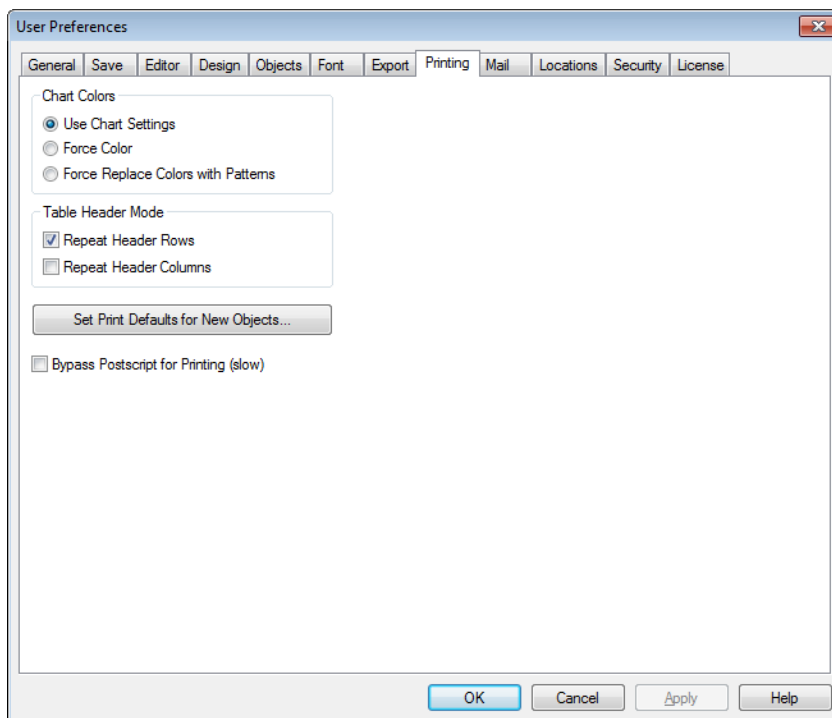 User Preferences
General Save Editor Design Objects Font Export Printing Mail Locations Security License
Chart Colors
Use Chart Settings
Force Color
Force Replace Colors with Patterns
Table Header Mode
Repeat Header Rows
Repeat Header Columns
Set Print Defaults for New Objects...
Bypass Postscript for Printing (slow)
OK Cancel Apply Help